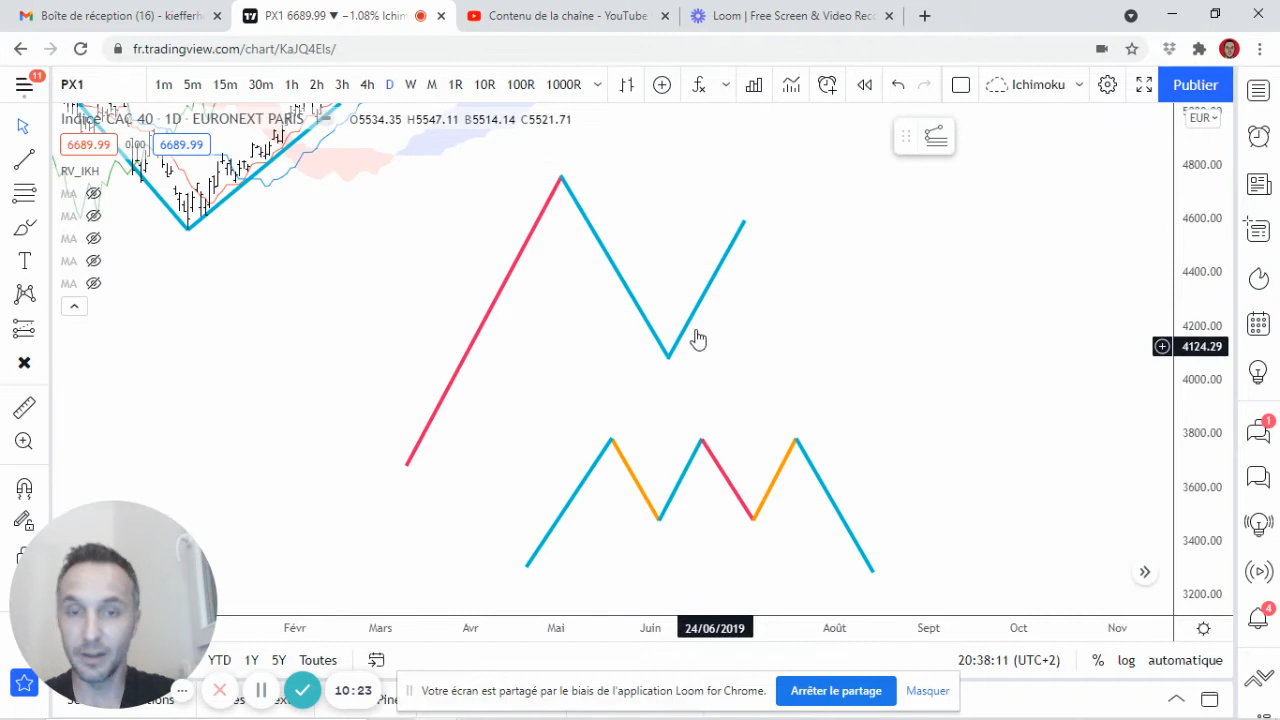 Boîte de réception (16) - kiefferh
PX1 6689.99 ▼ −1.08% Ichim
Contenu de la chaîne - YouTube
Loom | Free Screen & Video Rec
fr.tradingview.com/chart/KaJQ4Els/
11
PX1
1m 5m 15m 30m 1h 2h 3h 4h D W M 1R 10R 100R 1000R
Ichimoku
Publier
Indice CAC 40 · 1D · EURONEXT PARIS
O5534.35 H5547.11 B5514.14 C5521.71
EUR
6689.99 0.00 6689.99
RV_IKH
MA
MA
MA
MA
MA
4800.00
4600.00
4400.00
4200.00
4124.29
4000.00
3800.00
3600.00
3400.00
3200.00
1
4
Févr Mars Avr Mai Juin 24/06/2019 Août Sept Oct Nov
YTD 1Y 5Y Toutes
20:38:11 (UTC+2) % log automatique
10:23
Votre écran est partagé par le biais de l'application Loom for Chrome.
Arrêter le partage
Masquer